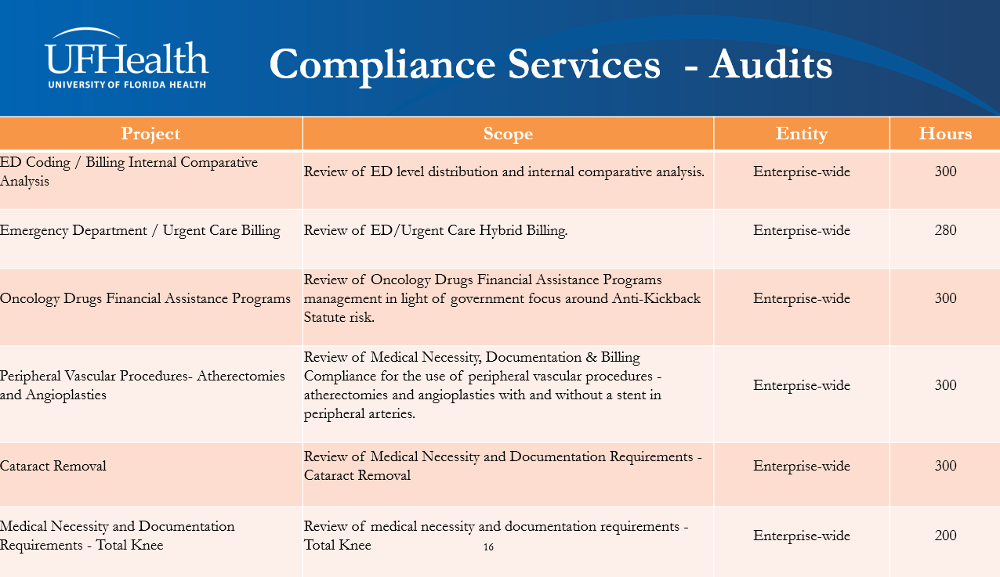 UFHealth
UNIVERSITY OF FLORIDA HEALTH
Compliance Services - Audits
Project Scope Entity Hours
ED Coding / Billing Internal Comparative
Analysis
Review of ED level distribution and internal comparative analysis.
Enterprise-wide
300
Emergency Department / Urgent Care Billing
Review of ED/Urgent Care Hybrid Billing.
Enterprise-wide
280
Oncology Drugs Financial Assistance Programs
Review of Oncology Drugs Financial Assistance Programs
management in light of government focus around Anti-Kickback
Statute risk.
Enterprise-wide
300
Peripheral Vascular Procedures- Atherectomies
and Angioplasties
Review of Medical Necessity, Documentation & Billing
Compliance for the use of peripheral vascular procedures -
atherectomies and angioplasties with and without a stent in
peripheral arteries.
Enterprise-wide
300
Cataract Removal
Review of Medical Necessity and Documentation Requirements -
Cataract Removal
Enterprise-wide
300
Medical Necessity and Documentation
Requirements - Total Knee
Review of medical necessity and documentation requirements -
Total Knee
Enterprise-wide
200
16